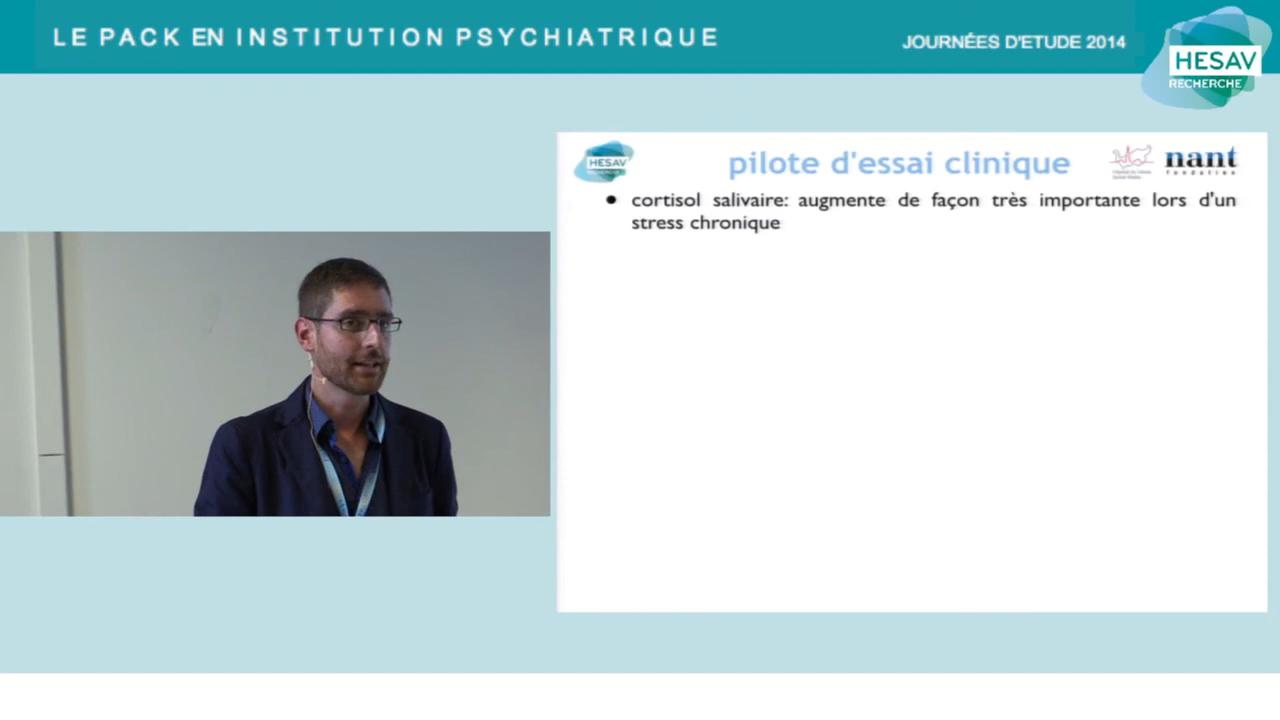 LE PACK EN INSTITUTION PSYCHIATRIQUE
JOURNÉES D'ETUDE 2014
HESAV
RECHERCHE
HESAV
pilote d'essai clinique
nant
fondation
• cortisol salivaire: augmente de façon très importante lors d'un
stress chronique